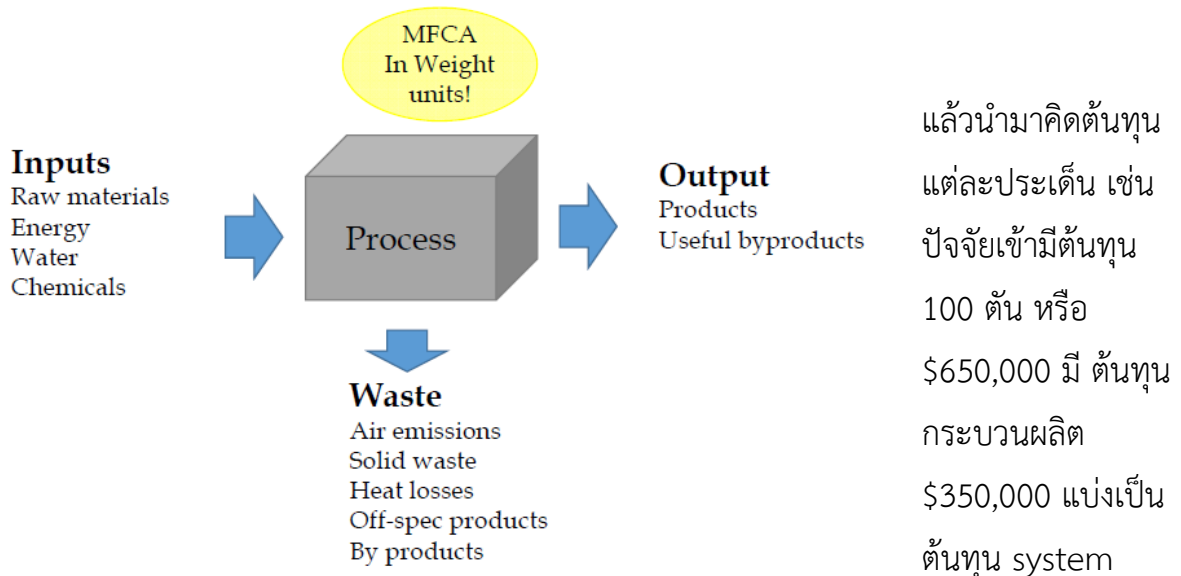 MFCA
In Weight
units!
Inputs
Raw materials
Energy
Water
Chemicals
Process
Output
Products
Useful byproducts
Waste
Air emissions
Solid waste
Heat losses
Off-spec products
By products
แล้วนำมาคิดต้นทุน
แต่ละประเด็น เช่น
ปัจจัยเข้ามีต้นทุน
100 ตัน หรือ
$650,000 มี ต้นทุน
กระบวนผลิต
$350,000 แบ่งเป็น
ต้นทุน system